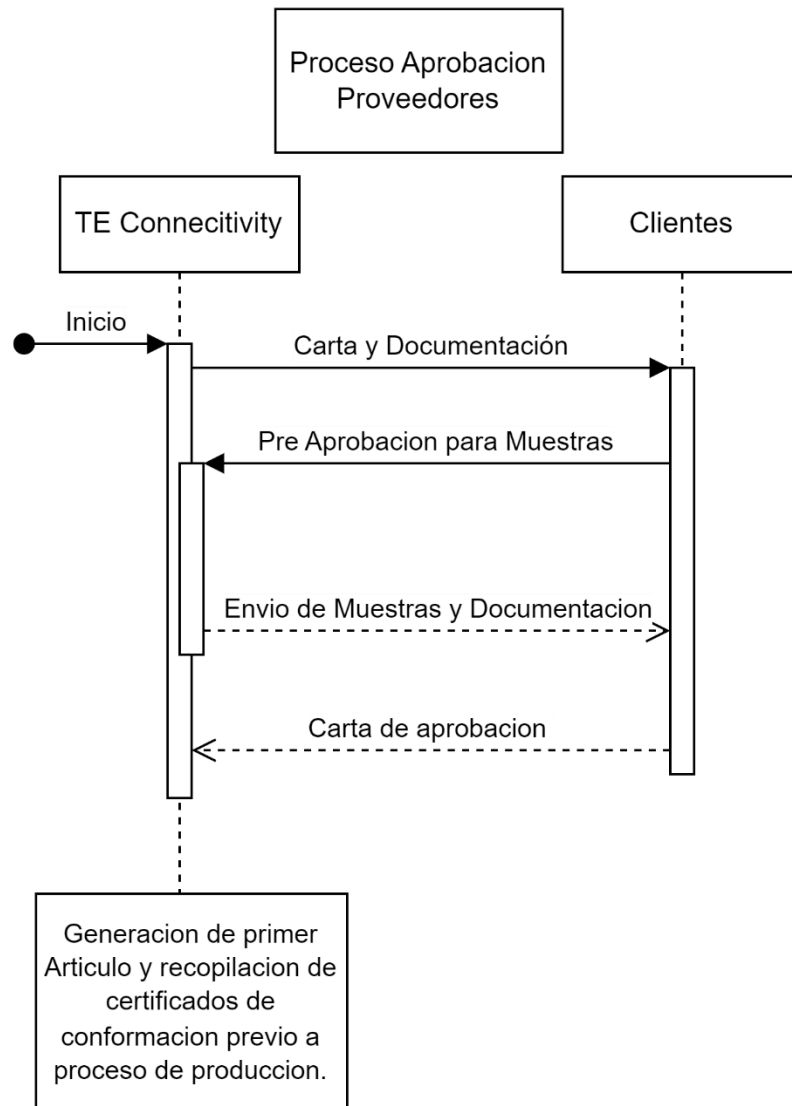 Proceso Aprobacion
Proveedores
TE Connecitivity
Clientes
Inicio
Carta y Documentación
Pre Aprobacion para Muestras
Envio de Muestras y Documentacion
Carta de aprobacion
Generacion de primer
Articulo y recopilacion de
certificados de
conformacion previo a
proceso de produccion.